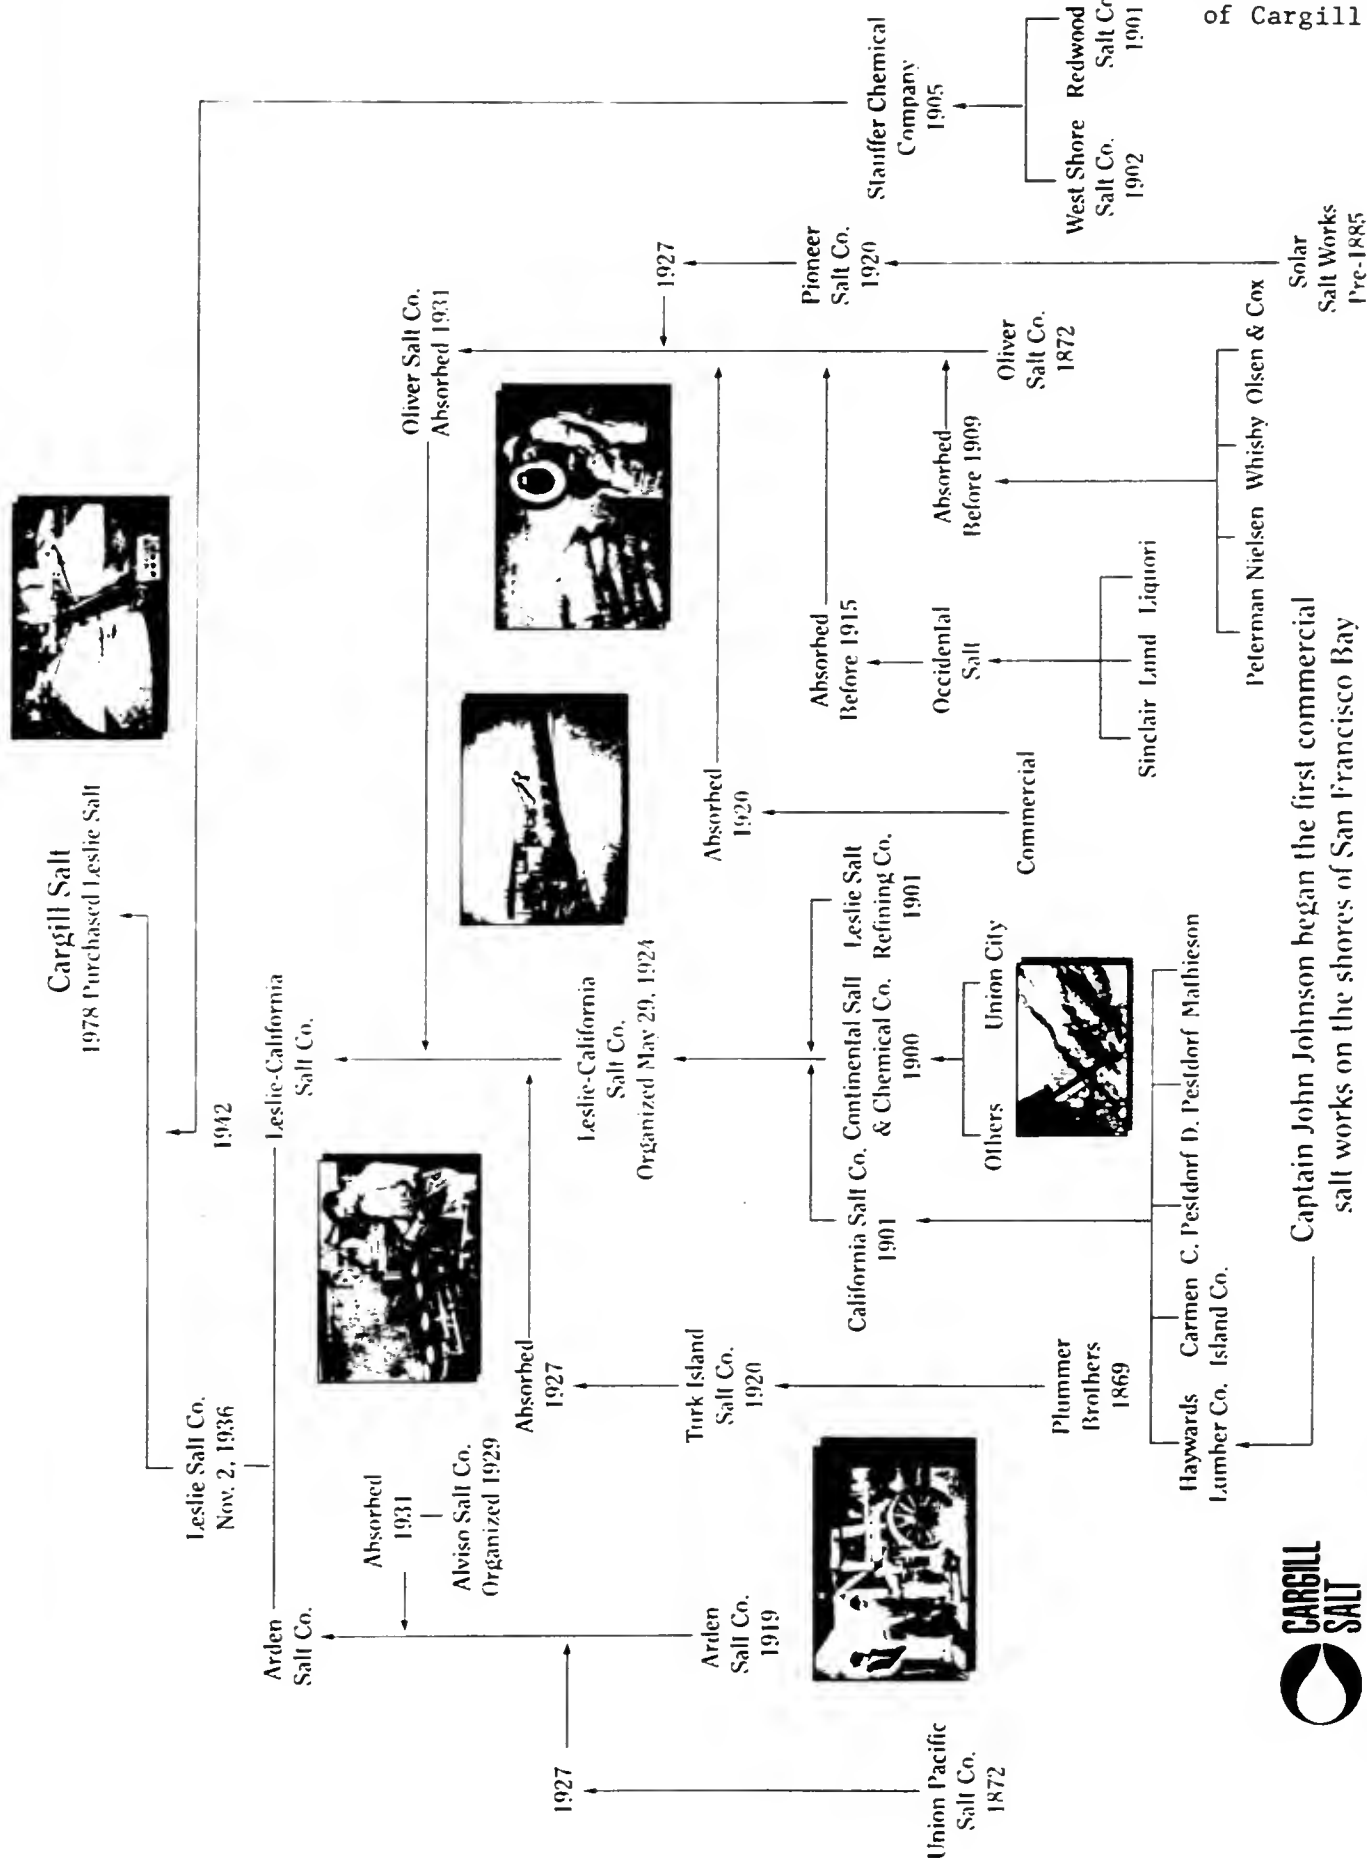 of Cargill
Cargill Salt
1978 Purchased Leslie Salt
Leslie Salt Co.
Nov. 2, 1936
1942
Arden
Salt Co.
Leslie-California
Salt Co.
Absorbed
1931
Alviso Salt Co.
Organized 1929
Oliver Salt Co.
Absorbed 1931
1927
Absorbed
1927
Leslie-California
Salt Co.
Organized May 29, 1924
1927
Arden
Salt Co.
1919
Turk Island
Salt Co.
1920
Absorbed
1920
Absorbed
Before 1915
Pioneer
Salt Co.
1920
Stauffer Chemical
Company
1905
California Salt Co.
1901
Continental Salt
& Chemical Co.
1900
Leslie Salt
Refining Co.
1901
Occidental
Salt
Absorbed
Before 1909
Union Pacific
Salt Co.
1872
Plummer
Brothers
1869
Others
Union City
Commercial
Oliver
Salt Co.
1872
West Shore
Salt Co.
1902
Redwood
Salt Co
1901
Sinclair Lund Liquori
Haywards
Lumber Co.
Carmen
Island Co.
C. Pestdorf D. Pestdorf Mathieson
Peterman Nielsen Whisby Olsen & Cox
Solar
Salt Works
Pre-1885
Captain John Johnson began the first commercial
salt works on the shores of San Francisco Bay
CARGILL
SALT